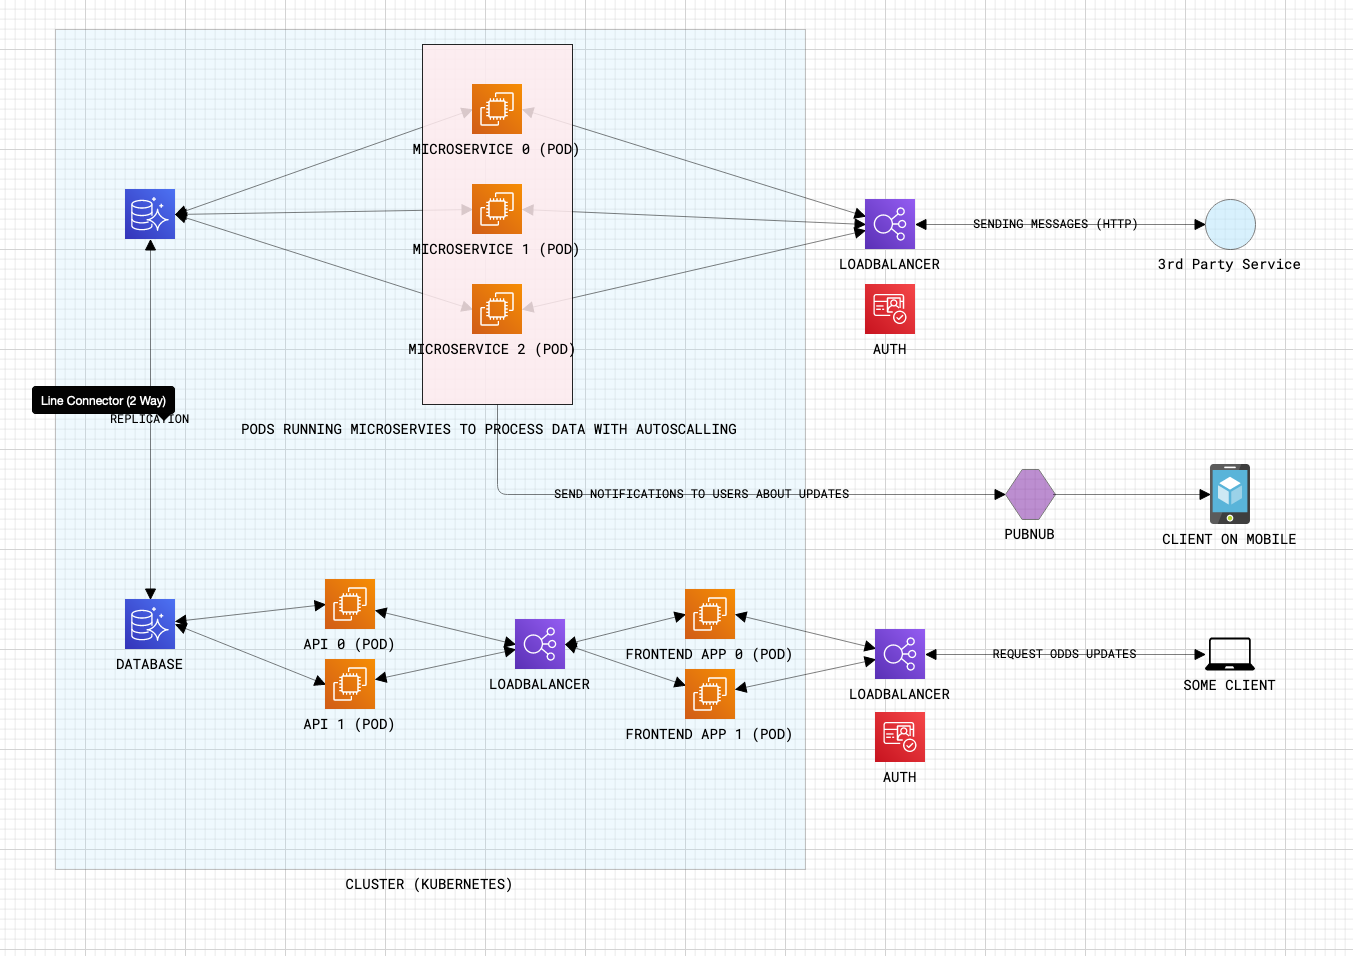 MICROSERVICE 0 (POD)
MICROSERVICE 1 (POD)
MICROSERVICE 2 (POD)
LOADBALANCER
SENDING MESSAGES (HTTP)
3rd Party Service
AUTH
Line Connector (2 Way)
REPLICATION
PODS RUNNING MICROSERVIES TO PROCESS DATA WITH AUTOSCALLING
SEND NOTIFICATIONS TO USERS ABOUT UPDATES
PUBNUB
CLIENT ON MOBILE
DATABASE
API 0 (POD)
API 1 (POD)
LOADBALANCER
FRONTEND APP 0 (POD)
FRONTEND APP 1 (POD)
LOADBALANCER
REQUEST ODDS UPDATES
SOME CLIENT
AUTH
CLUSTER (KUBERNETES)